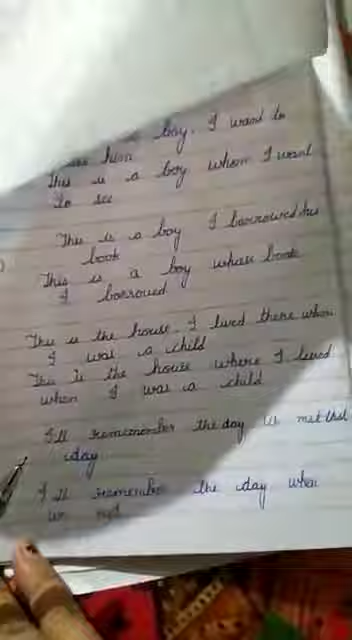 boy. I want to
see him
This is a boy whom I want
to see
This is a boy I borrowed his
book
This is a boy whose book
I borrowed
This is the house. I lived there when
I was a child
This is the house where I lived
when I was a child
I'll rememember the day we met that
day
I'll remember the day when
we met